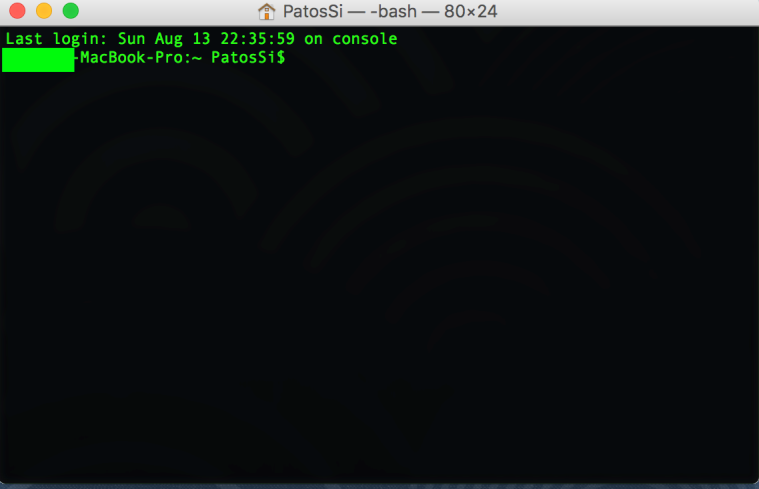 PatosSi — -bash — 80×24
Last login: Sun Aug 13 22:35:59 on console
-MacBook-Pro:~ PatosSi$